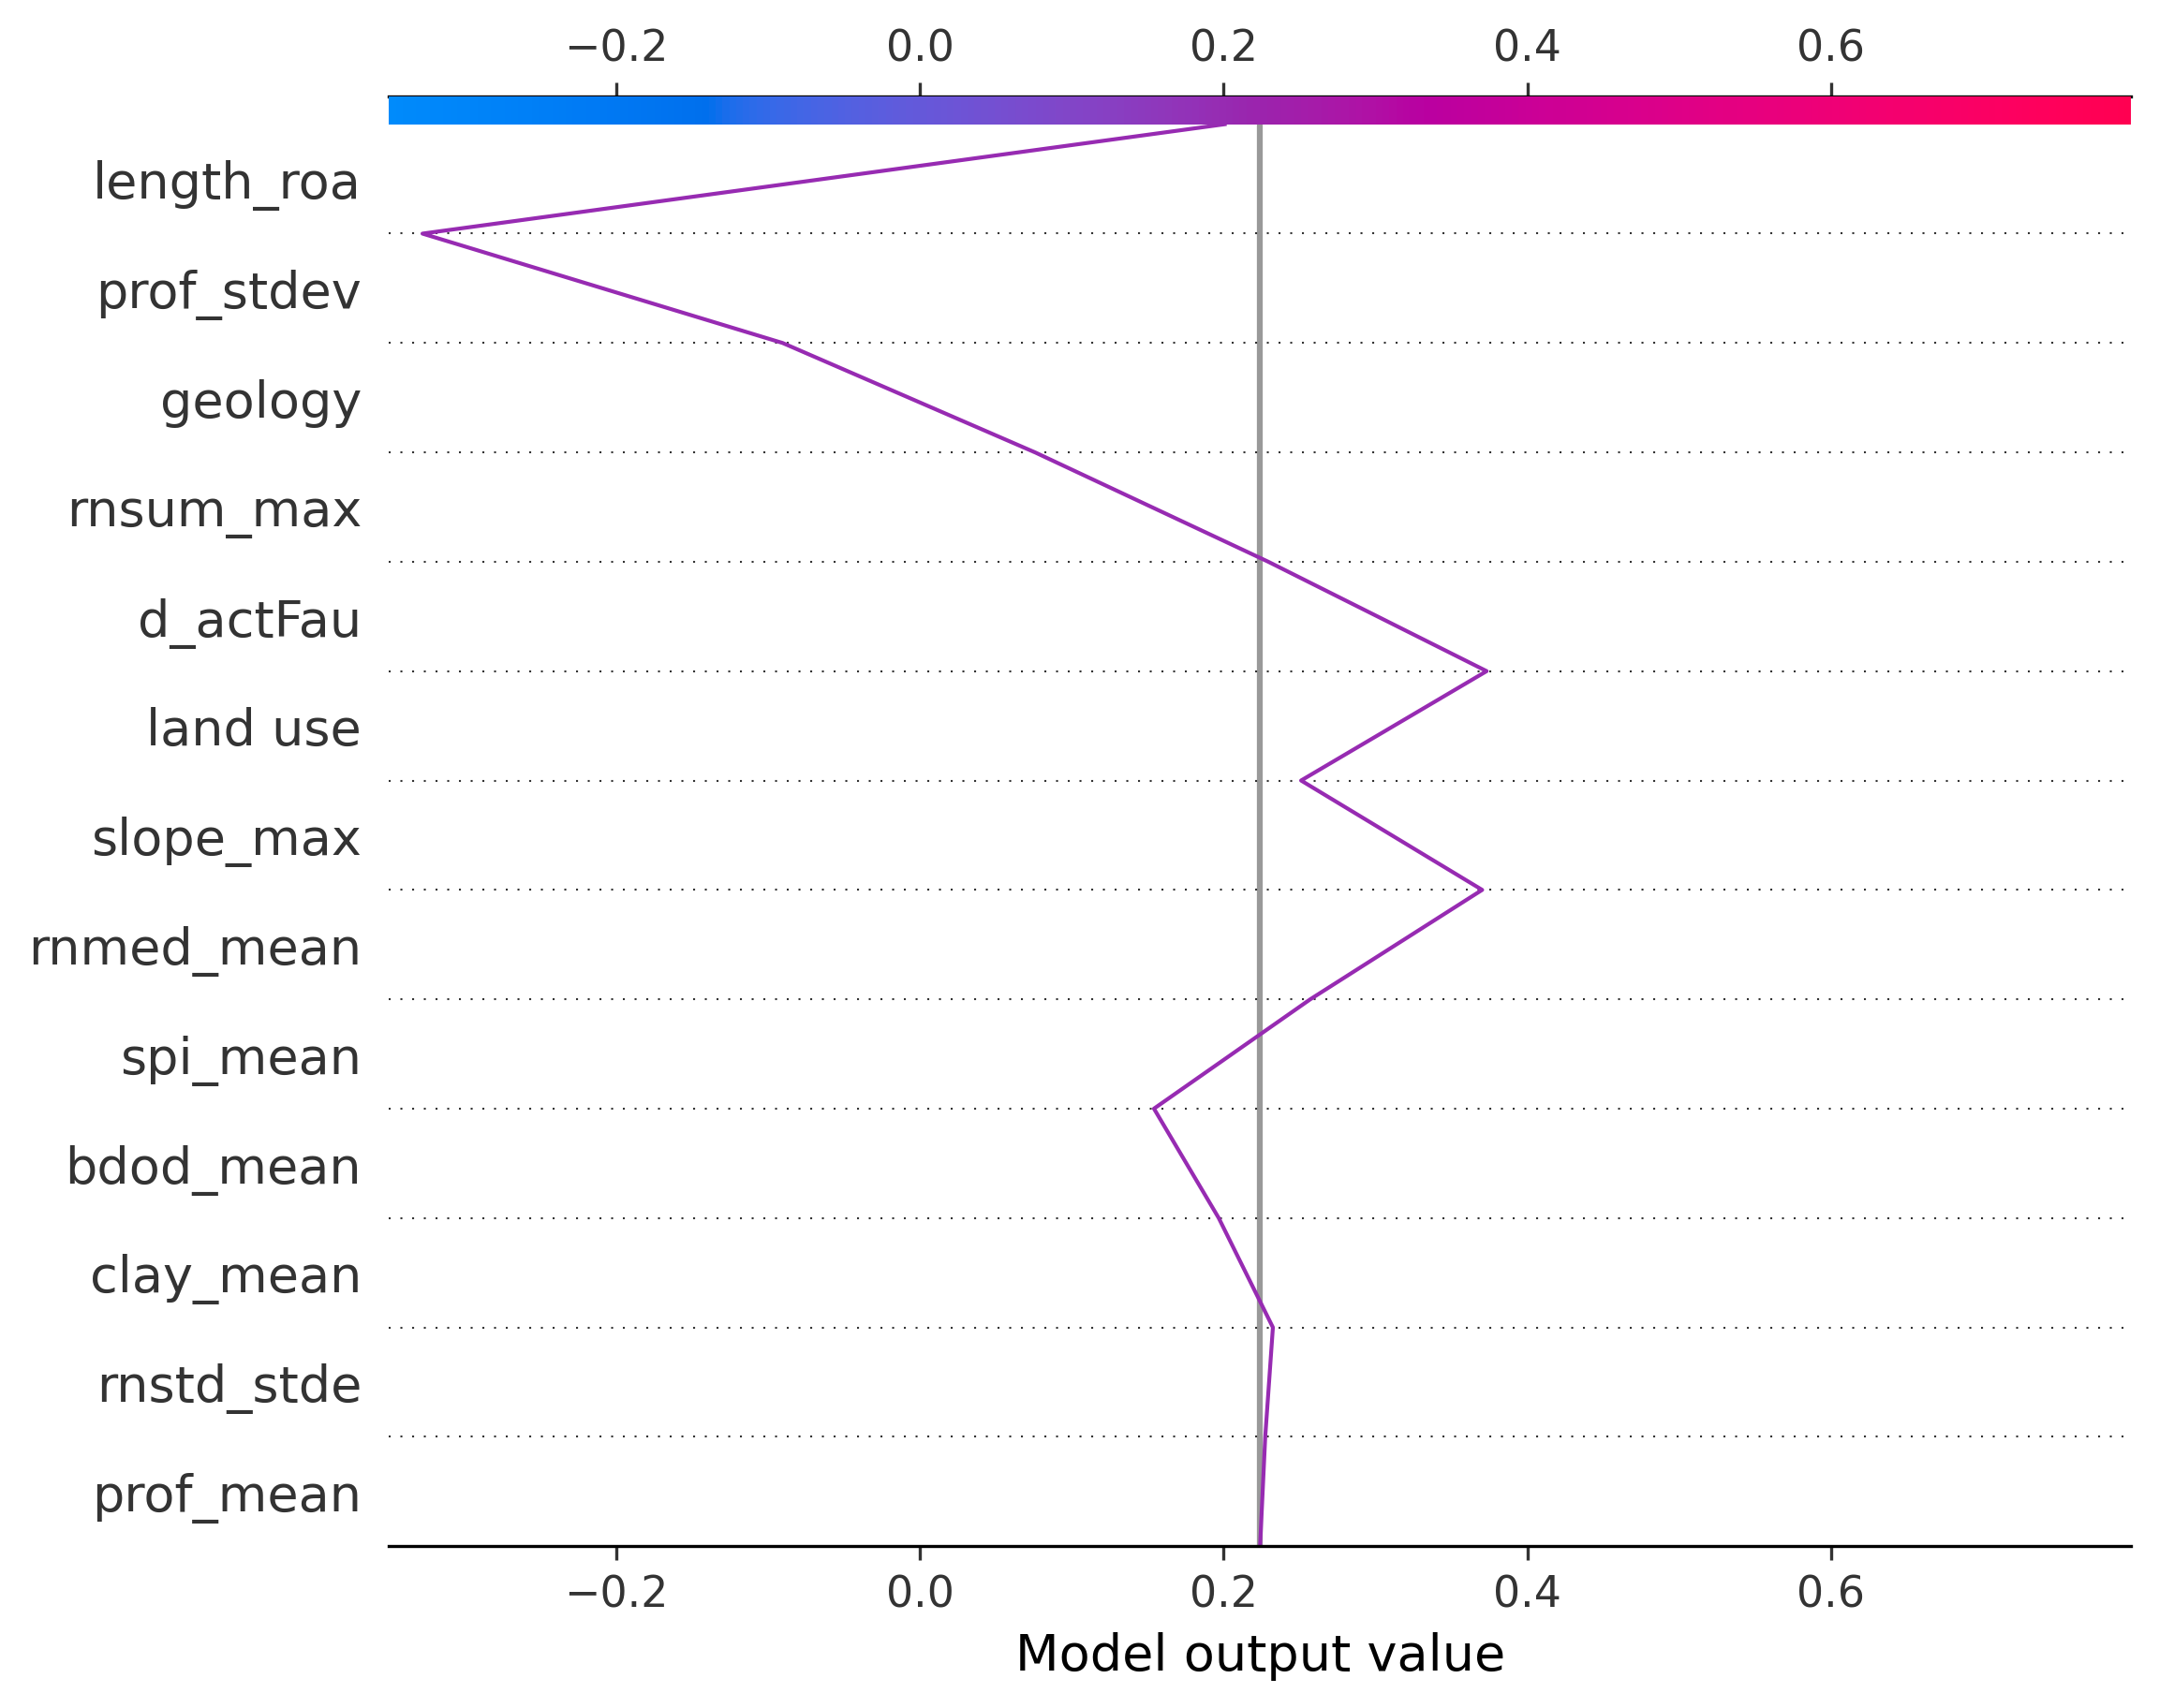 −0.2 0.0 0.2 0.4 0.6
length_roa
prof_stdev
geology
rnsum_max
d_actFau
land use
slope_max
rnmed_mean
spi_mean
bdod_mean
clay_mean
rnstd_stde
prof_mean
−0.2 0.0 0.2 0.4 0.6
Model output value